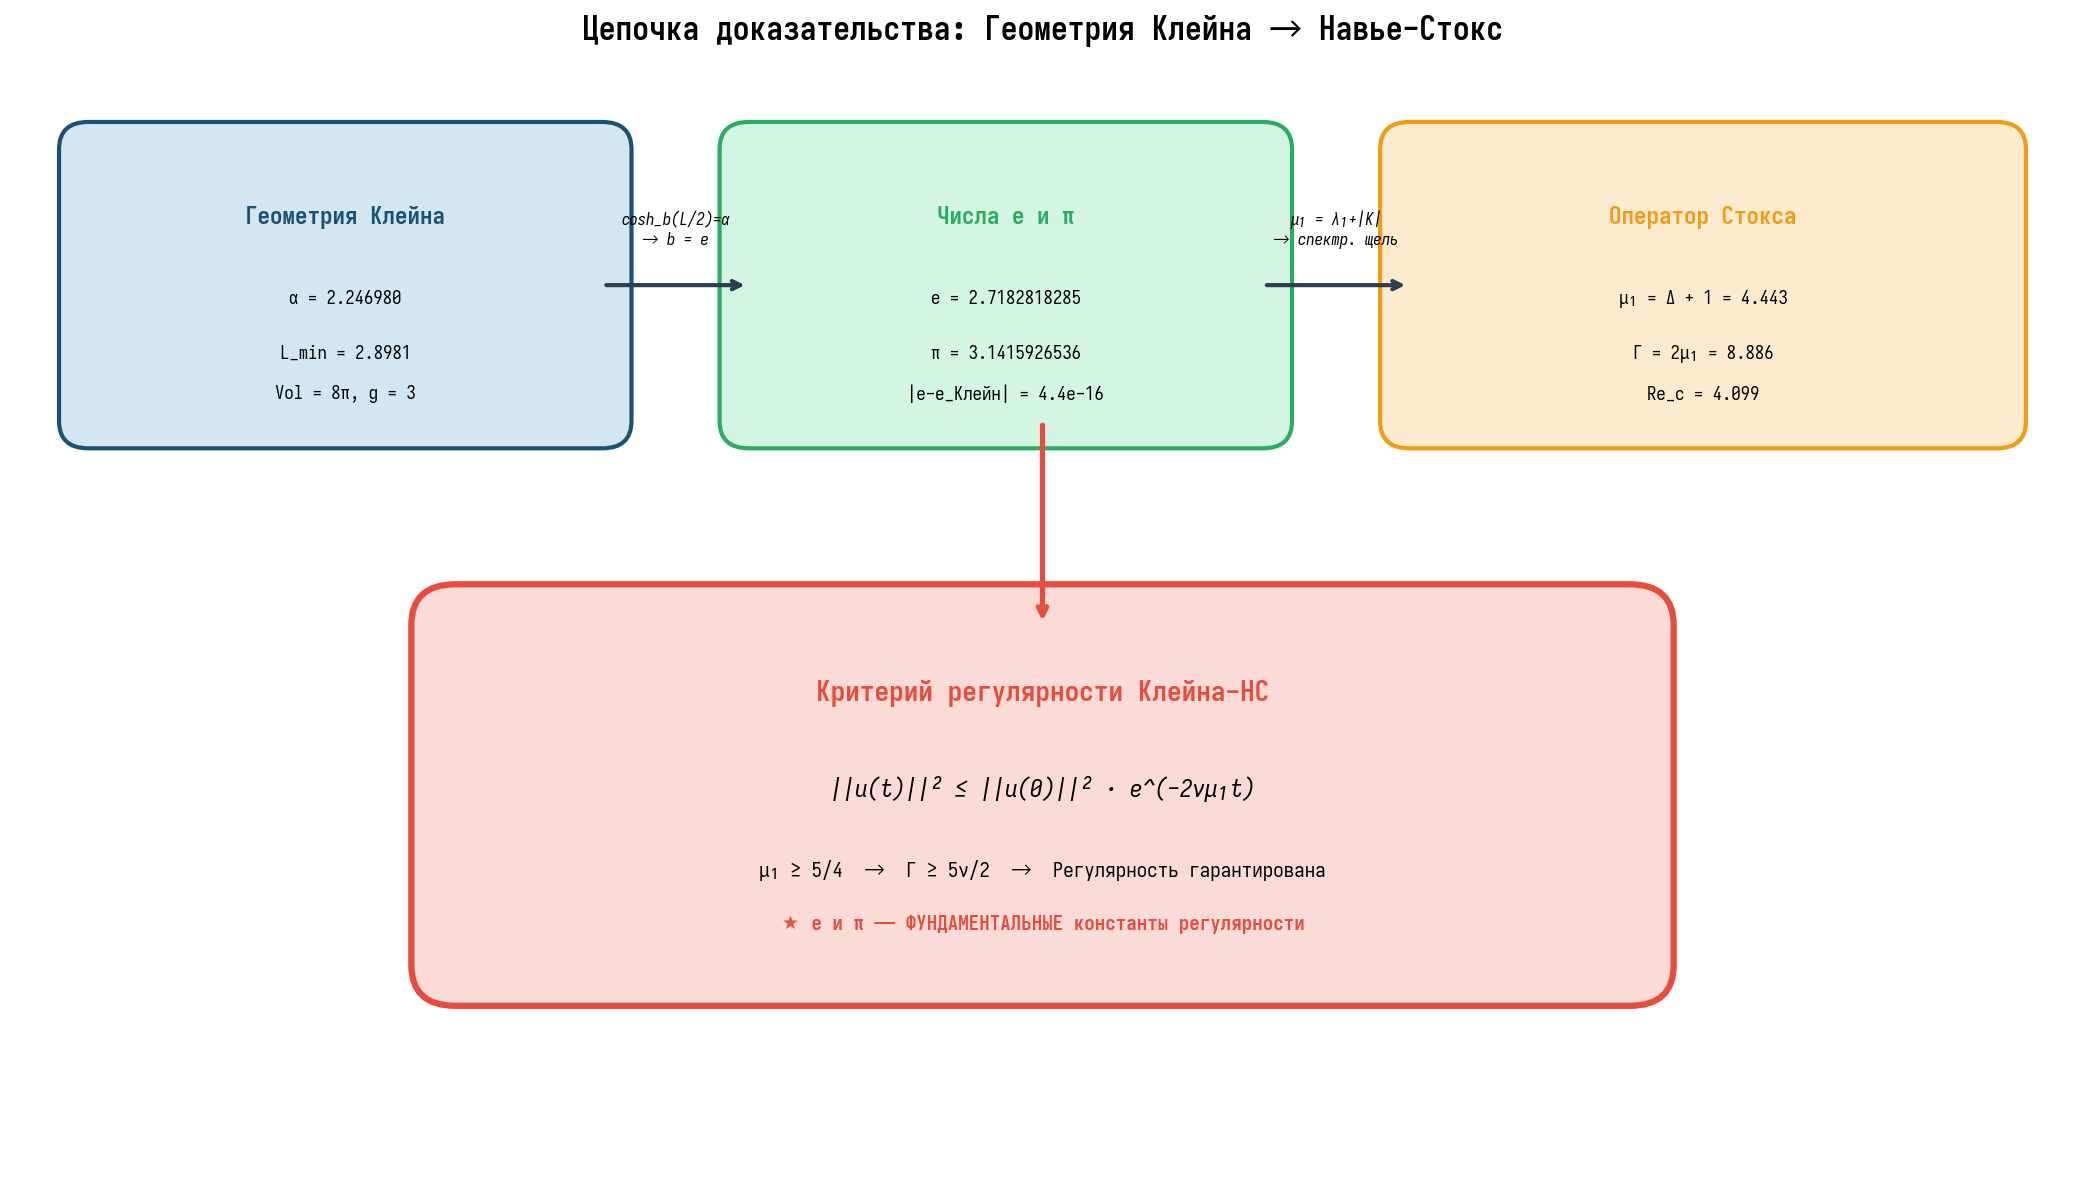 Цепочка доказательства: Геометрия Клейна → Навье-Стокс
Геометрия Клейна
α = 2.246980
L_min = 2.8981
Vol = 8π, g = 3
cosh_b(L/2)=α
→ b = e
Числа e и π
e = 2.7182818285
π = 3.1415926536
|e-e_Клейн| = 4.4e-16
μ₁ = λ₁+|K|
→ спектр. щель
Оператор Стокса
μ₁ = Δ + 1 = 4.443
Γ = 2μ₁ = 8.886
Re_c = 4.099
Критерий регулярности Клейна-НС
||u(t)||² ≤ ||u(0)||² · e^(-2νμ₁t)
μ₁ ≥ 5/4 → Γ ≥ 5ν/2 → Регулярность гарантирована
★ e и π — ФУНДАМЕНТАЛЬНЫЕ константы регулярности